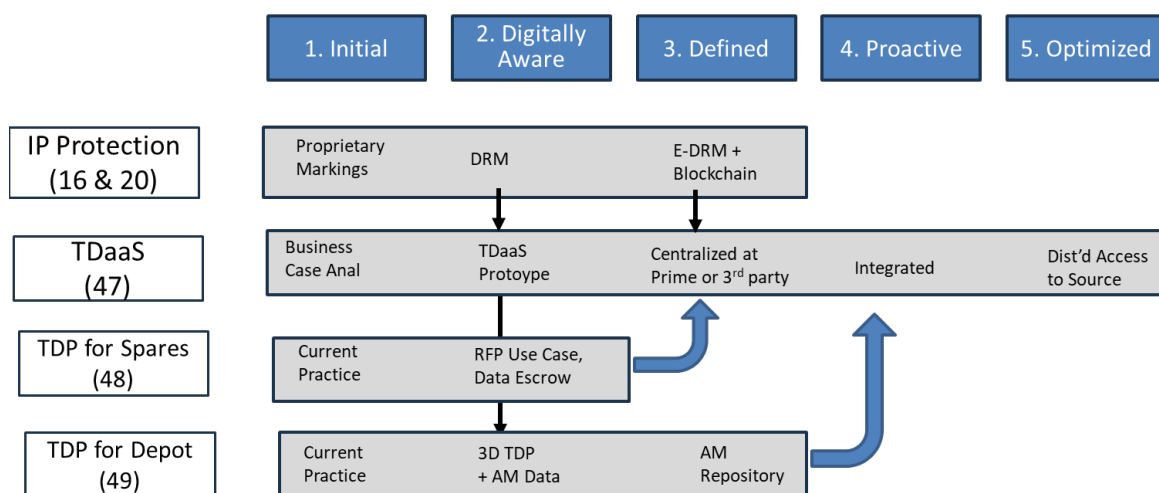 1. Initial
2. Digitally
Aware
3. Defined
4. Proactive
5. Optimized
IP Protection
(16 & 20)
Proprietary
Markings
DRM
E-DRM +
Blockchain
TDaaS
(47)
Business
Case Anal
TDaaS
Protoype
Centralized at
Prime or 3rd party
Integrated
Dist’d Access
to Source
TDP for Spares
(48)
Current
Practice
RFP Use Case,
Data Escrow
TDP for Depot
(49)
Current
Practice
3D TDP
+ AM Data
AM
Repository